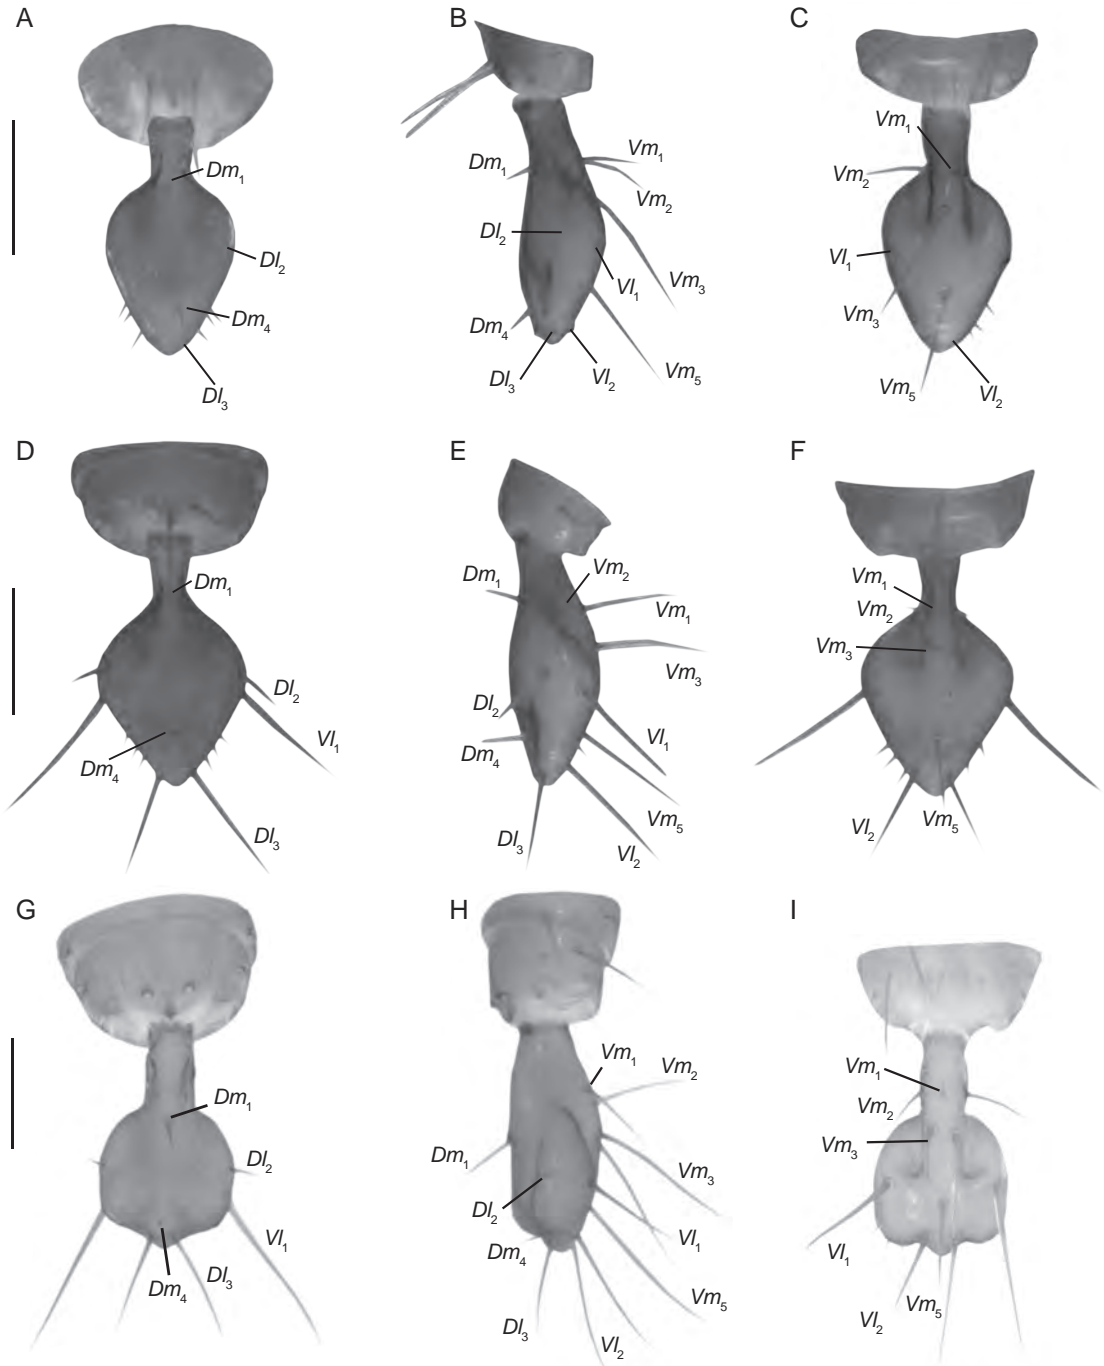 A
Dm₁
Dl₂
Dm₄
Dl₃
B
Dm₁
Vm₁
Vm₂
Dl₂
Vl₁
Vm₃
Dm₄
Dl₃
Vl₂
Vm₅
C
Vm₁
Vm₂
Vl₁
Vm₃
Vm₅
Vl₂
D
Dm₁
Dl₂
Vl₁
Dm₄
Dl₃
E
Dm₁
Vm₂
Vm₁
Vm₃
Dl₂
Vl₁
Dm₄
Vm₅
Dl₃
Vl₂
F
Vm₁
Vm₂
Vm₃
Vl₂
Vm₅
G
Dm₁
Dl₂
Vl₁
Dl₃
Dm₄
H
Vm₁
Vm₂
Dm₁
Vm₃
Dl₂
Vl₁
Dm₄
Vm₅
Dl₃
Vl₂
I
Vm₁
Vm₂
Vm₃
Vl₁
Vm₅
Vl₂